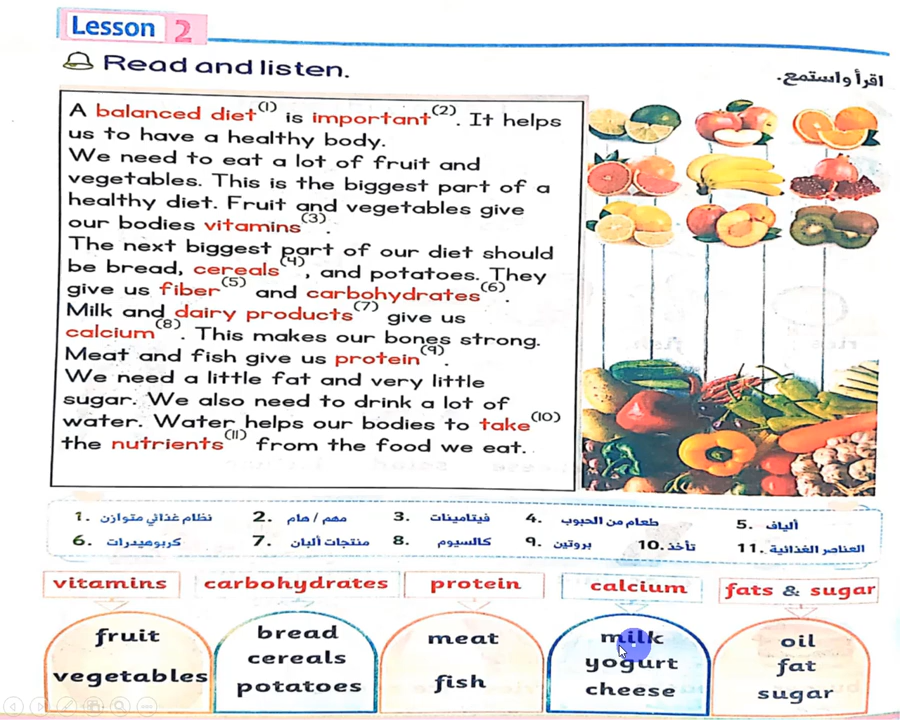 Lesson 2
Read and listen.
اقرأ واستمع.
A balanced diet(1) is important(2). It helps
us to have a healthy body.
We need to eat a lot of fruit and
vegetables. This is the biggest part of a
healthy diet. Fruit and vegetables give
our bodies vitamins(3).
The next biggest part of our diet should
be bread, cereals(4), and potatoes. They
give us fiber(5) and carbohydrates(6).
Milk and dairy products(7) give us
calcium(8). This makes our bones strong.
Meat and fish give us protein(9).
We need a little fat and very little
sugar. We also need to drink a lot of
water. Water helps our bodies to take(10)
the nutrients(11) from the food we eat.
1. نظام غذائي متوازن 2. مهم / هام 3. فيتامينات 4. طعام من الحبوب 5. ألياف
6. كربوهيدرات 7. منتجات ألبان 8. كالسيوم 9. بروتين 10. تأخذ 11. العناصر الغذائية
vitamins carbohydrates protein calcium fats & sugar
fruit
vegetables
bread
cereals
potatoes
meat
fish
milk
yogurt
cheese
oil
fat
sugar